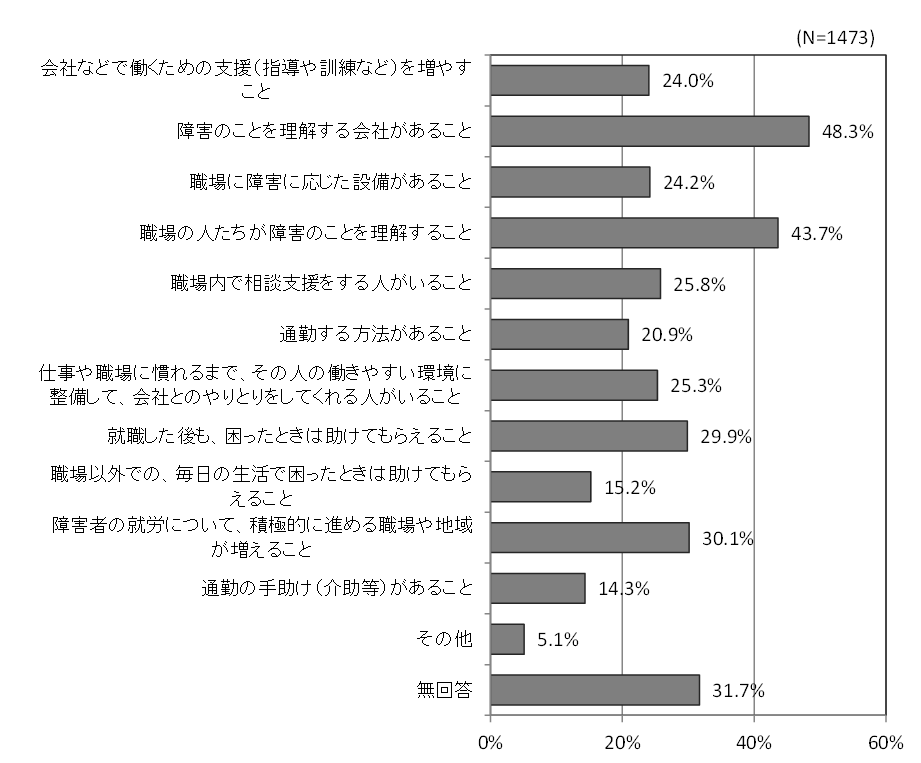 (N=1473)
会社などで働くための支援(指導や訓練など)を増やす
こと
24.0%
障害のことを理解する会社があること
48.3%
職場に障害に応じた設備があること
24.2%
職場の人たちが障害のことを理解すること
43.7%
職場内で相談支援をする人がいること
25.8%
通勤する方法があること
20.9%
仕事や職場に慣れるまで、その人の働きやすい環境に
整備して、会社とのやりとりをしてくれる人がいること
25.3%
就職した後も、困ったときは助けてもらえること
29.9%
職場以外での、毎日の生活で困ったときは助けてもら
えること
15.2%
障害者の就労について、積極的に進める職場や地域
が増えること
30.1%
通勤の手助け(介助等)があること
14.3%
その他
5.1%
無回答
31.7%
0%
20%
40%
60%